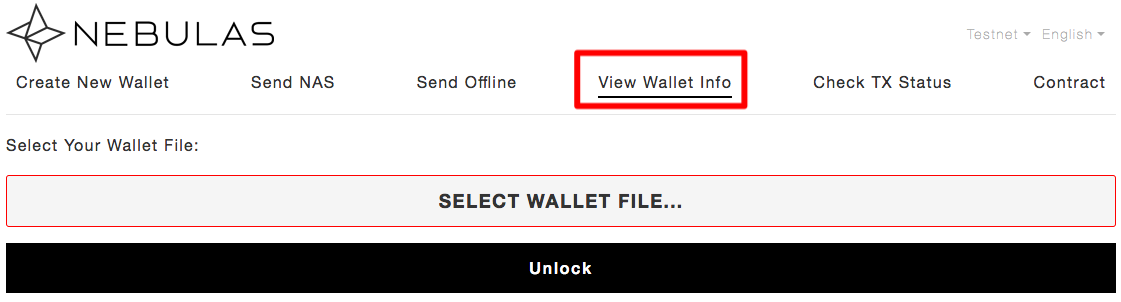 NEBULAS
Testnet English
Create New Wallet Send NAS Send Offline View Wallet Info Check TX Status Contract
Select Your Wallet File:
SELECT WALLET FILE...
Unlock